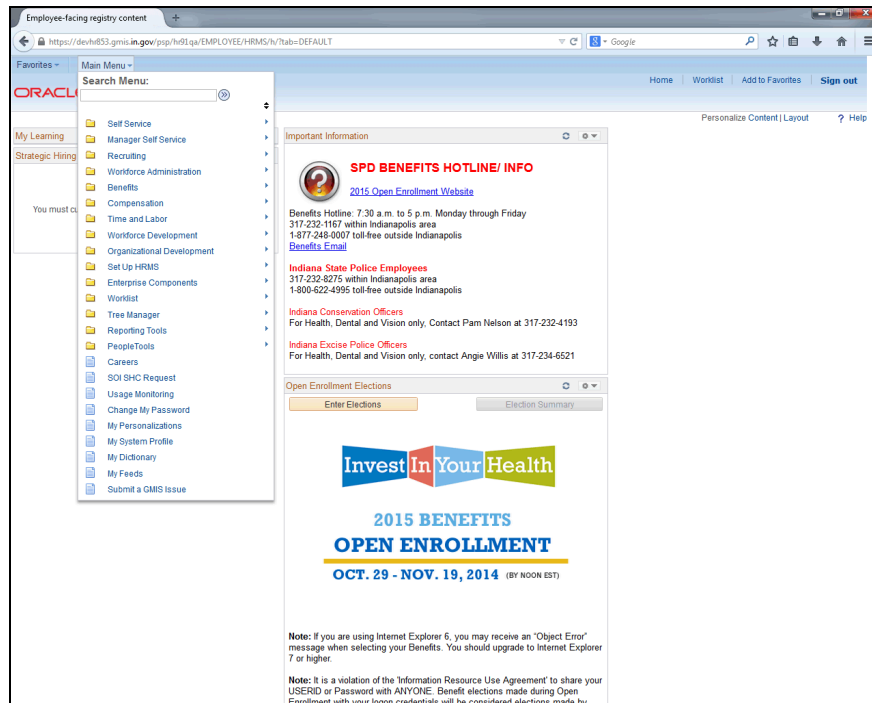 Employee-facing registry content
https://devhr853.gmis.in.gov/psp/hr91qa/EMPLOYEE/HRMS/h/?tab=DEFAULT
Google
Favorites
Main Menu
Home
Worklist
Add to Favorites
Sign out
ORACL
Search Menu:
Personalize Content | Layout
? Help
My Learning
Strategic Hiring
You must cu
Self Service
Manager Self Service
Recruiting
Workforce Administration
Benefits
Compensation
Time and Labor
Workforce Development
Organizational Development
Set Up HRMS
Enterprise Components
Worklist
Tree Manager
Reporting Tools
PeopleTools
Careers
SOI SHC Request
Usage Monitoring
Change My Password
My Personalizations
My System Profile
My Dictionary
My Feeds
Submit a GMIS Issue
Important Information
SPD BENEFITS HOTLINE/ INFO
2015 Open Enrollment Website
Benefits Hotline: 7:30 a.m. to 5 p.m. Monday through Friday
317-232-1167 within Indianapolis area
1-877-248-0007 toll-free outside Indianapolis
Benefits Email
Indiana State Police Employees
317-232-8275 within Indianapolis area
1-800-622-4995 toll-free outside Indianapolis
Indiana Conservation Officers
For Health, Dental and Vision only, Contact Pam Nelson at 317-232-4193
Indiana Excise Police Officers
For Health, Dental and Vision only, contact Angie Willis at 317-234-6521
Open Enrollment Elections
Enter Elections
Election Summary
Invest In Your Health
2015 BENEFITS
OPEN ENROLLMENT
OCT. 29 - NOV. 19, 2014 (BY NOON EST)
Note: If you are using Internet Explorer 6, you may receive an "Object Error"
message when selecting your Benefits. You should upgrade to Internet Explorer
7 or higher.
Note: It is a violation of the 'Information Resource Use Agreement' to share your
USERID or Password with ANYONE. Benefit elections made during Open
Enrollment with your logon credentials will be considered elections made by